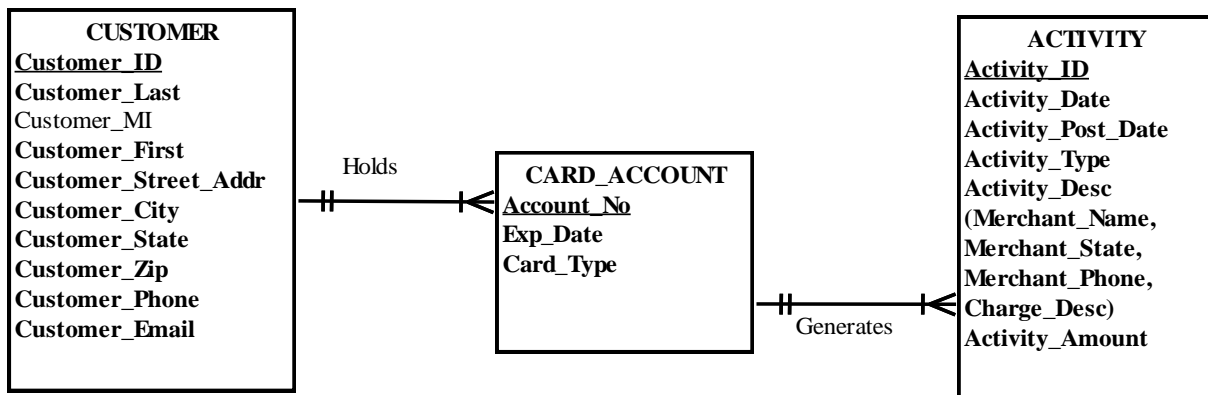 CUSTOMER
Customer_ID
Customer_Last
Customer_MI
Customer_First
Customer_Street_Addr
Customer_City
Customer_State
Customer_Zip
Customer_Phone
Customer_Email
Holds
CARD_ACCOUNT
Account_No
Exp_Date
Card_Type
Generates
ACTIVITY
Activity_ID
Activity_Date
Activity_Post_Date
Activity_Type
Activity_Desc
(Merchant_Name,
Merchant_State,
Merchant_Phone,
Charge_Desc)
Activity_Amount